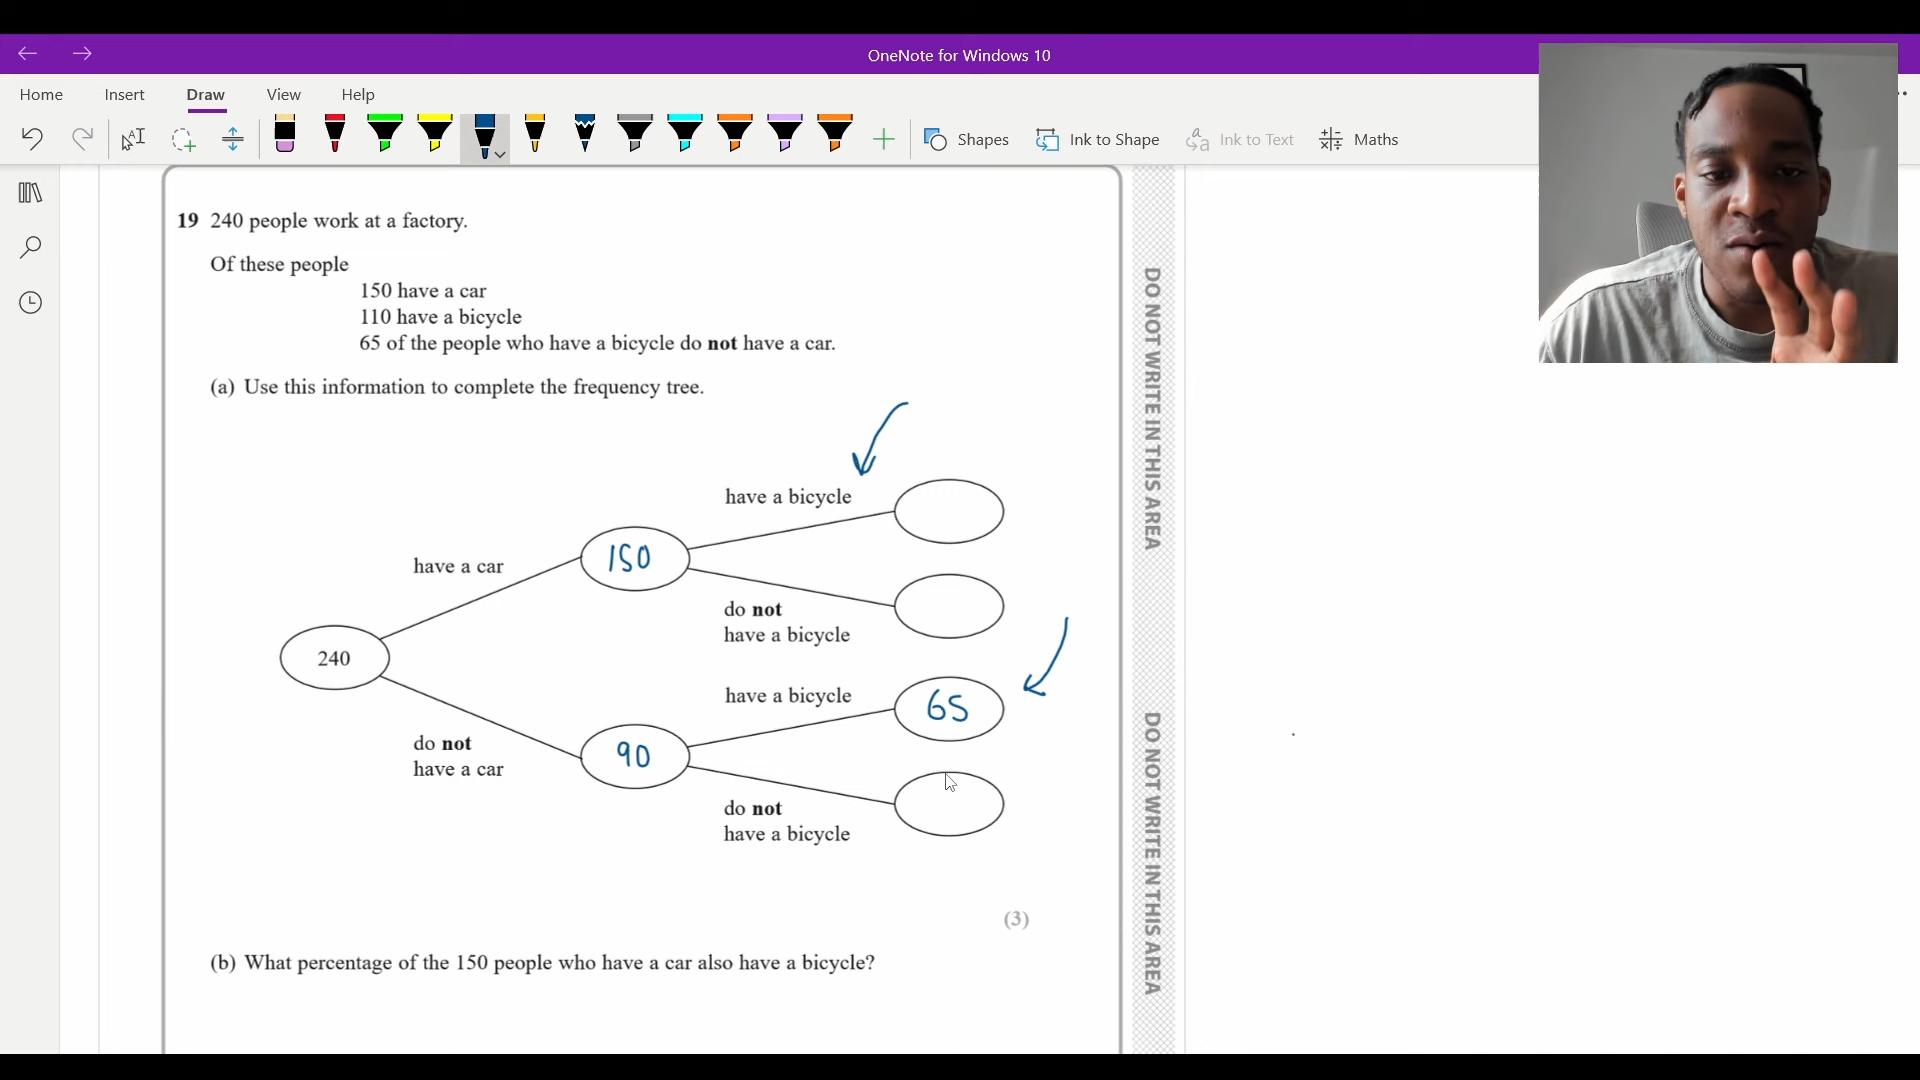 OneNote for Windows 10
Home Insert Draw View Help
Shapes Ink to Shape Ink to Text Maths
19 240 people work at a factory.
Of these people
150 have a car
110 have a bicycle
65 of the people who have a bicycle do not have a car.
(a) Use this information to complete the frequency tree.
have a bicycle
have a car
150
do not
have a bicycle
240
have a bicycle
65
do not
have a car
90
do not
have a bicycle
(3)
(b) What percentage of the 150 people who have a car also have a bicycle?
DO NOT WRITE IN THIS AREA
DO NOT WRITE IN THIS AREA